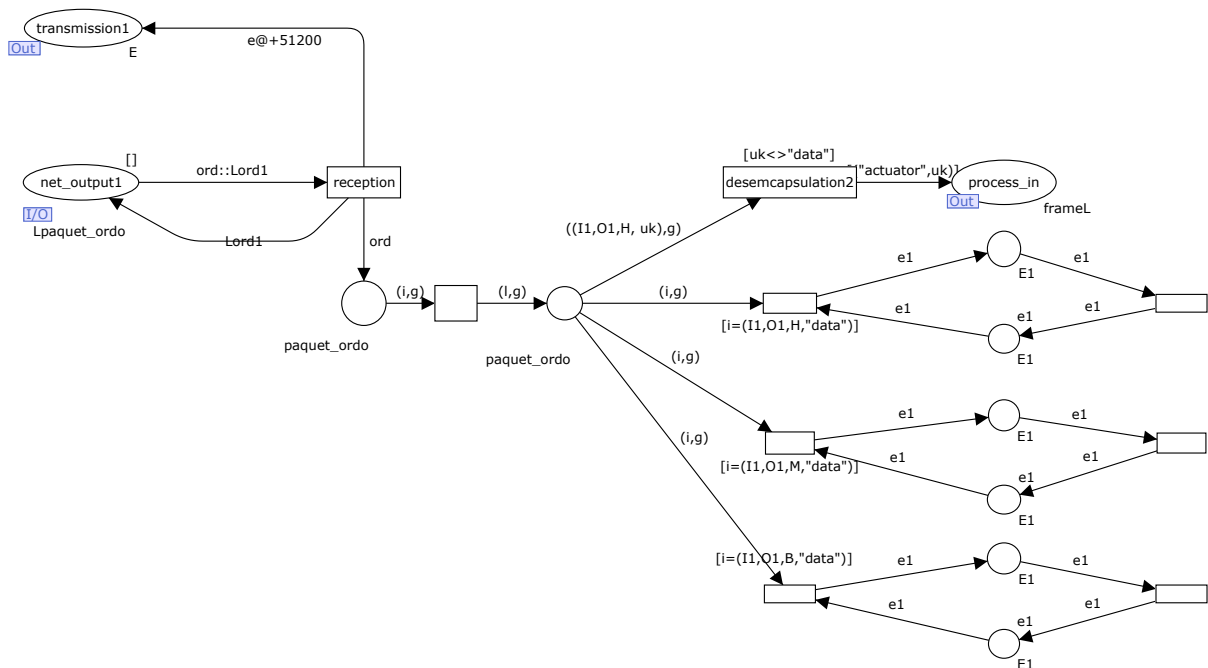 transmission1
Out
E
e@+51200
[]
net_output1
I/O
Lpaquet_ordo
ord::Lord1
reception
Lord1
ord
paquet_ordo
(i,g)
(l,g)
paquet_ordo
[uk<>"data"]
desemcapsulation2
[("actuator",uk)]
process_in
Out
frameL
((I1,O1,H, uk),g)
(i,g)
[i=(I1,O1,H,"data")]
e1
E1
e1
e1
e1
E1
e1
(i,g)
[i=(I1,O1,M,"data")]
e1
E1
e1
e1
e1
E1
e1
(i,g)
[i=(I1,O1,B,"data")]
e1
E1
e1
e1
e1
E1
e1